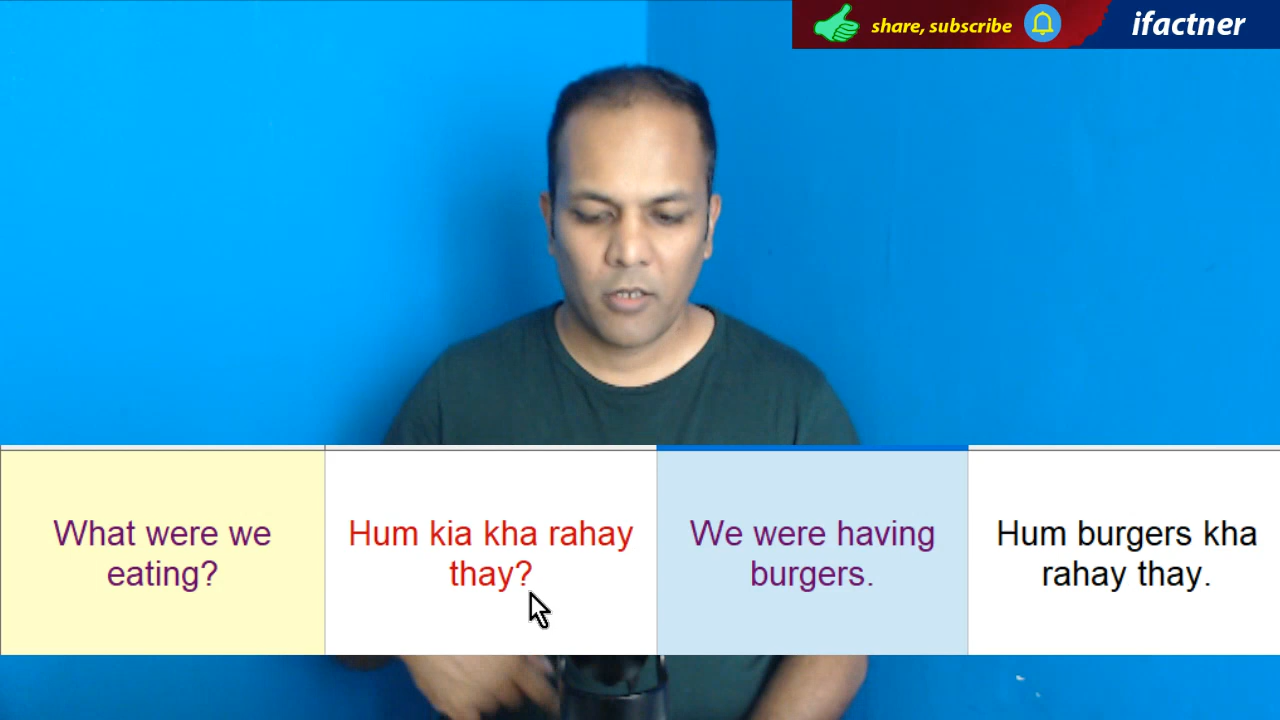 share, subscribe
ifactner
What were we
eating?
Hum kia kha rahay
thay?
We were having
burgers.
Hum burgers kha
rahay thay.